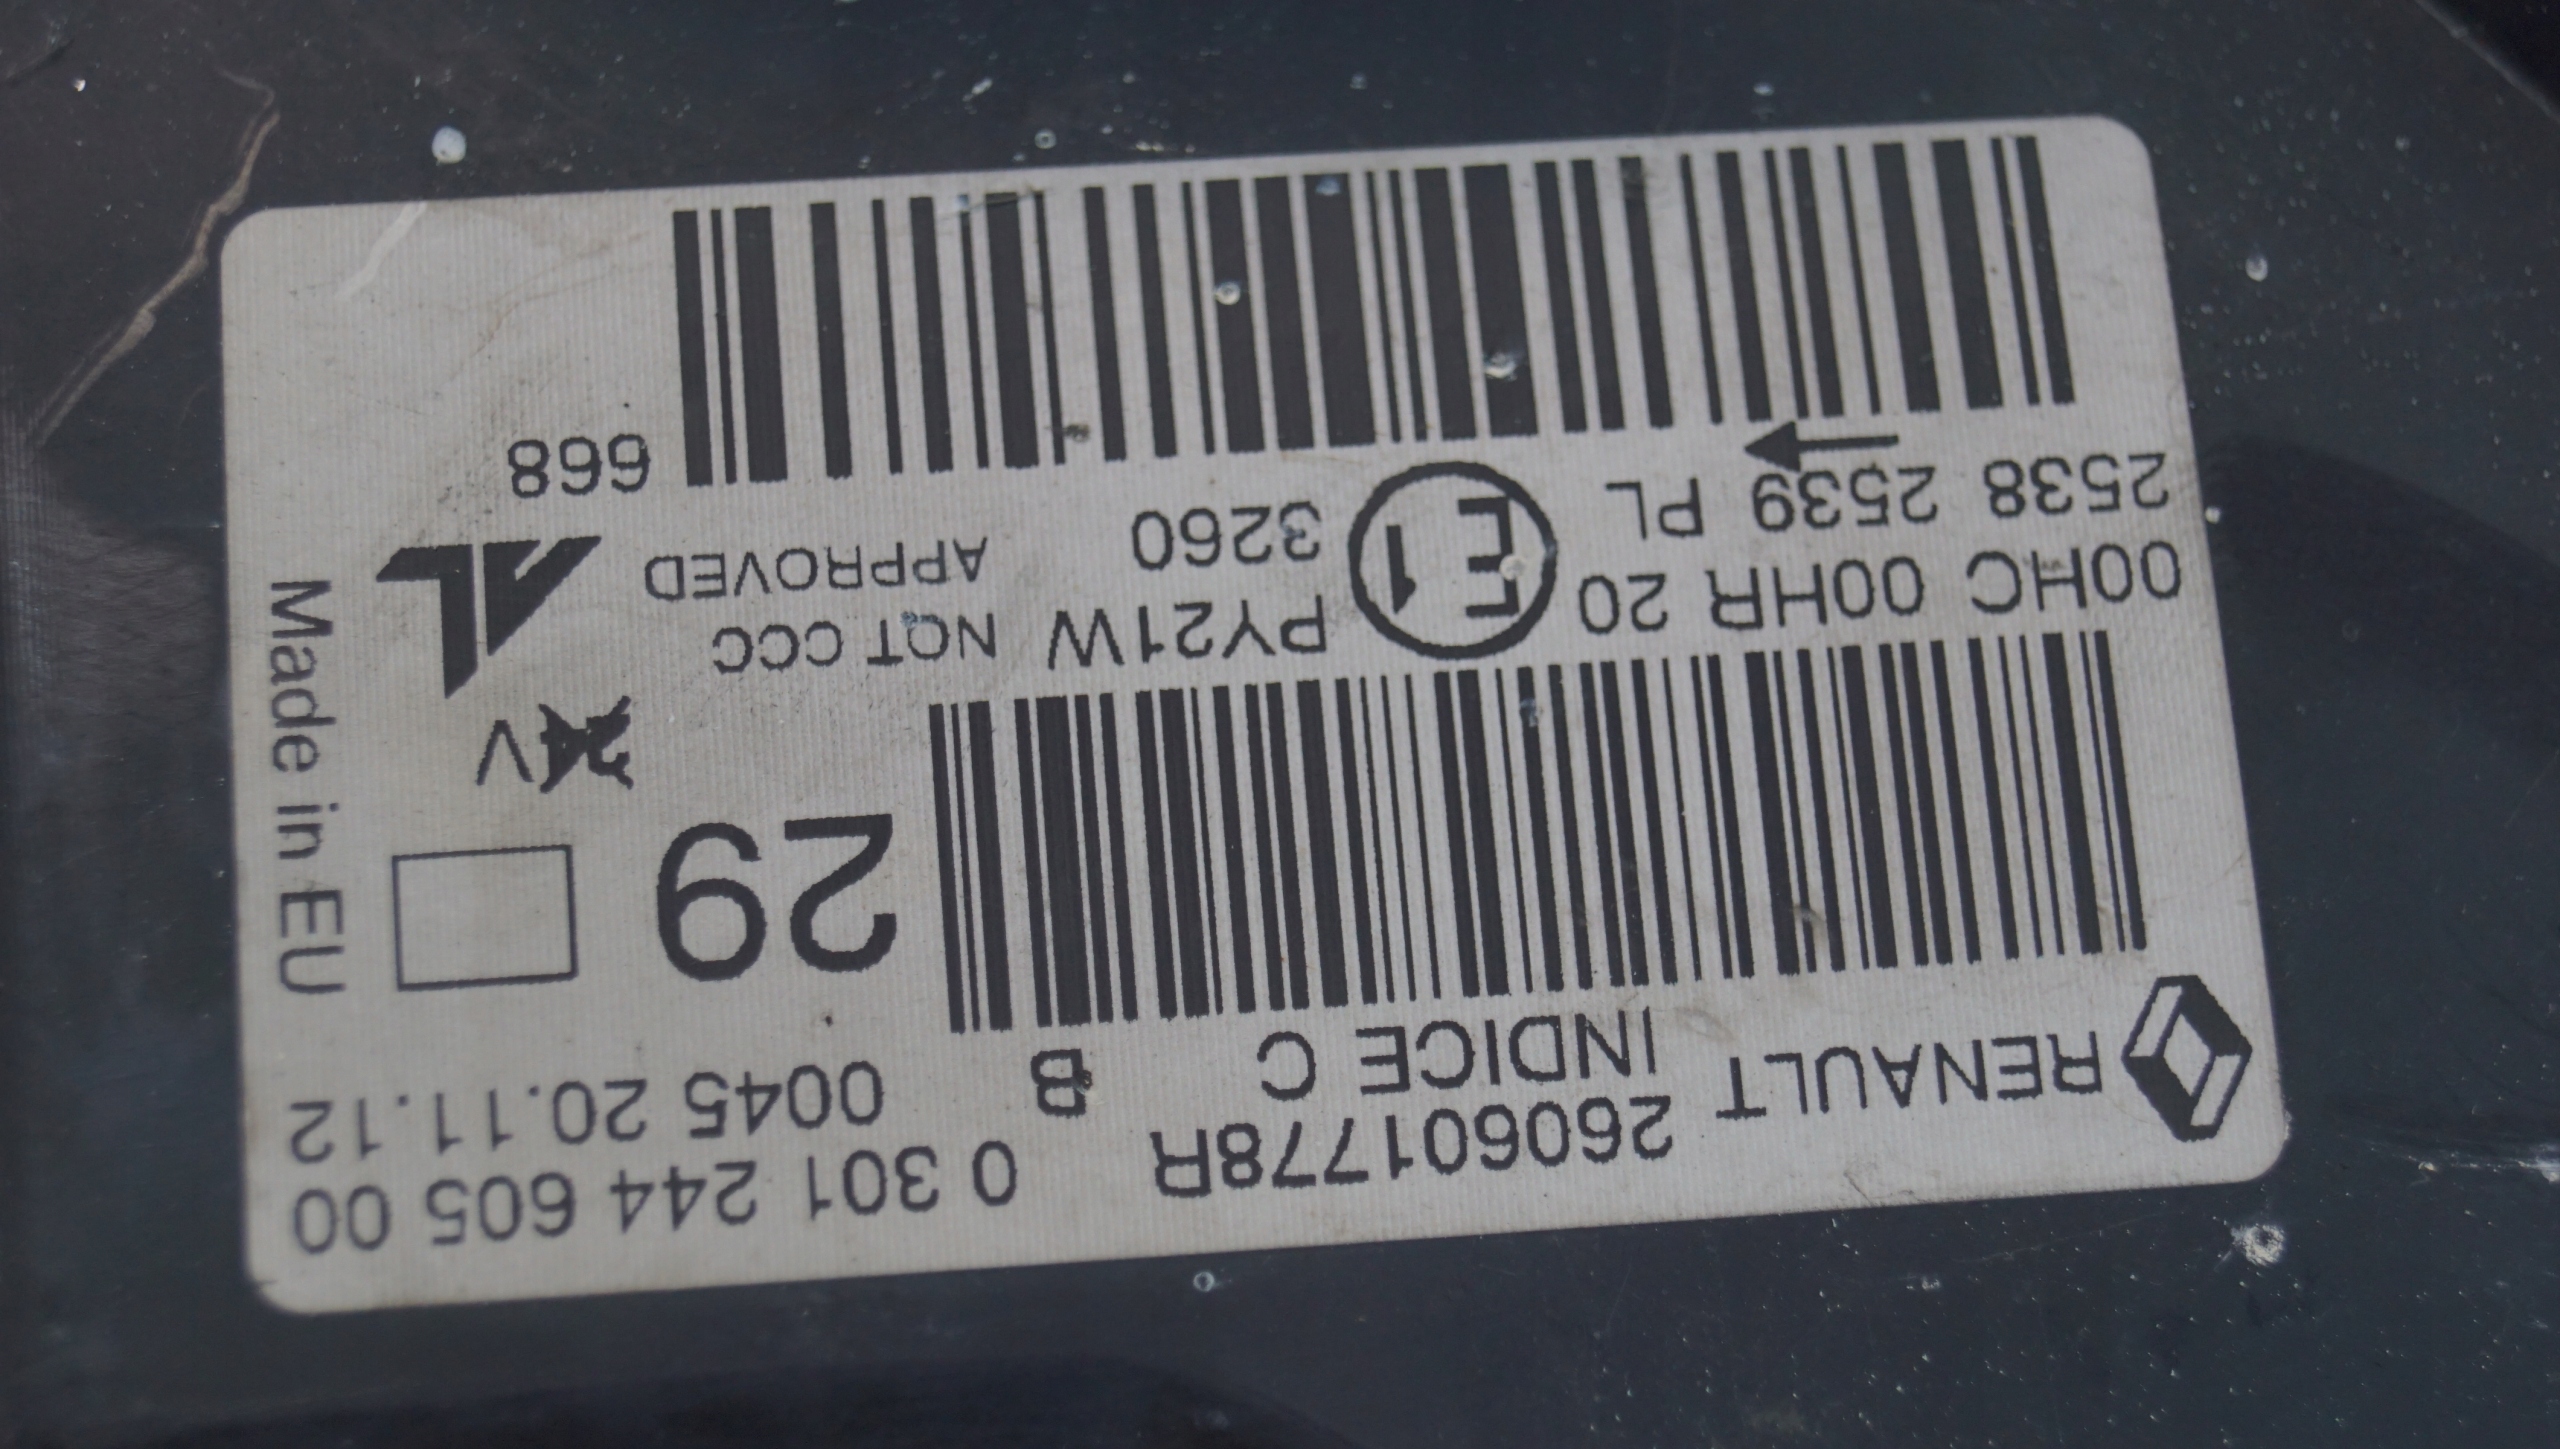 RENAULT 260601778R 0 301 244 605 00
INDICE C B 0045 20.11.12
29
24V
00HC 00HR 20 E1 PY21W NOT CCC AL
2538 2539 PL 3260 APPROVED
668
Made in EU